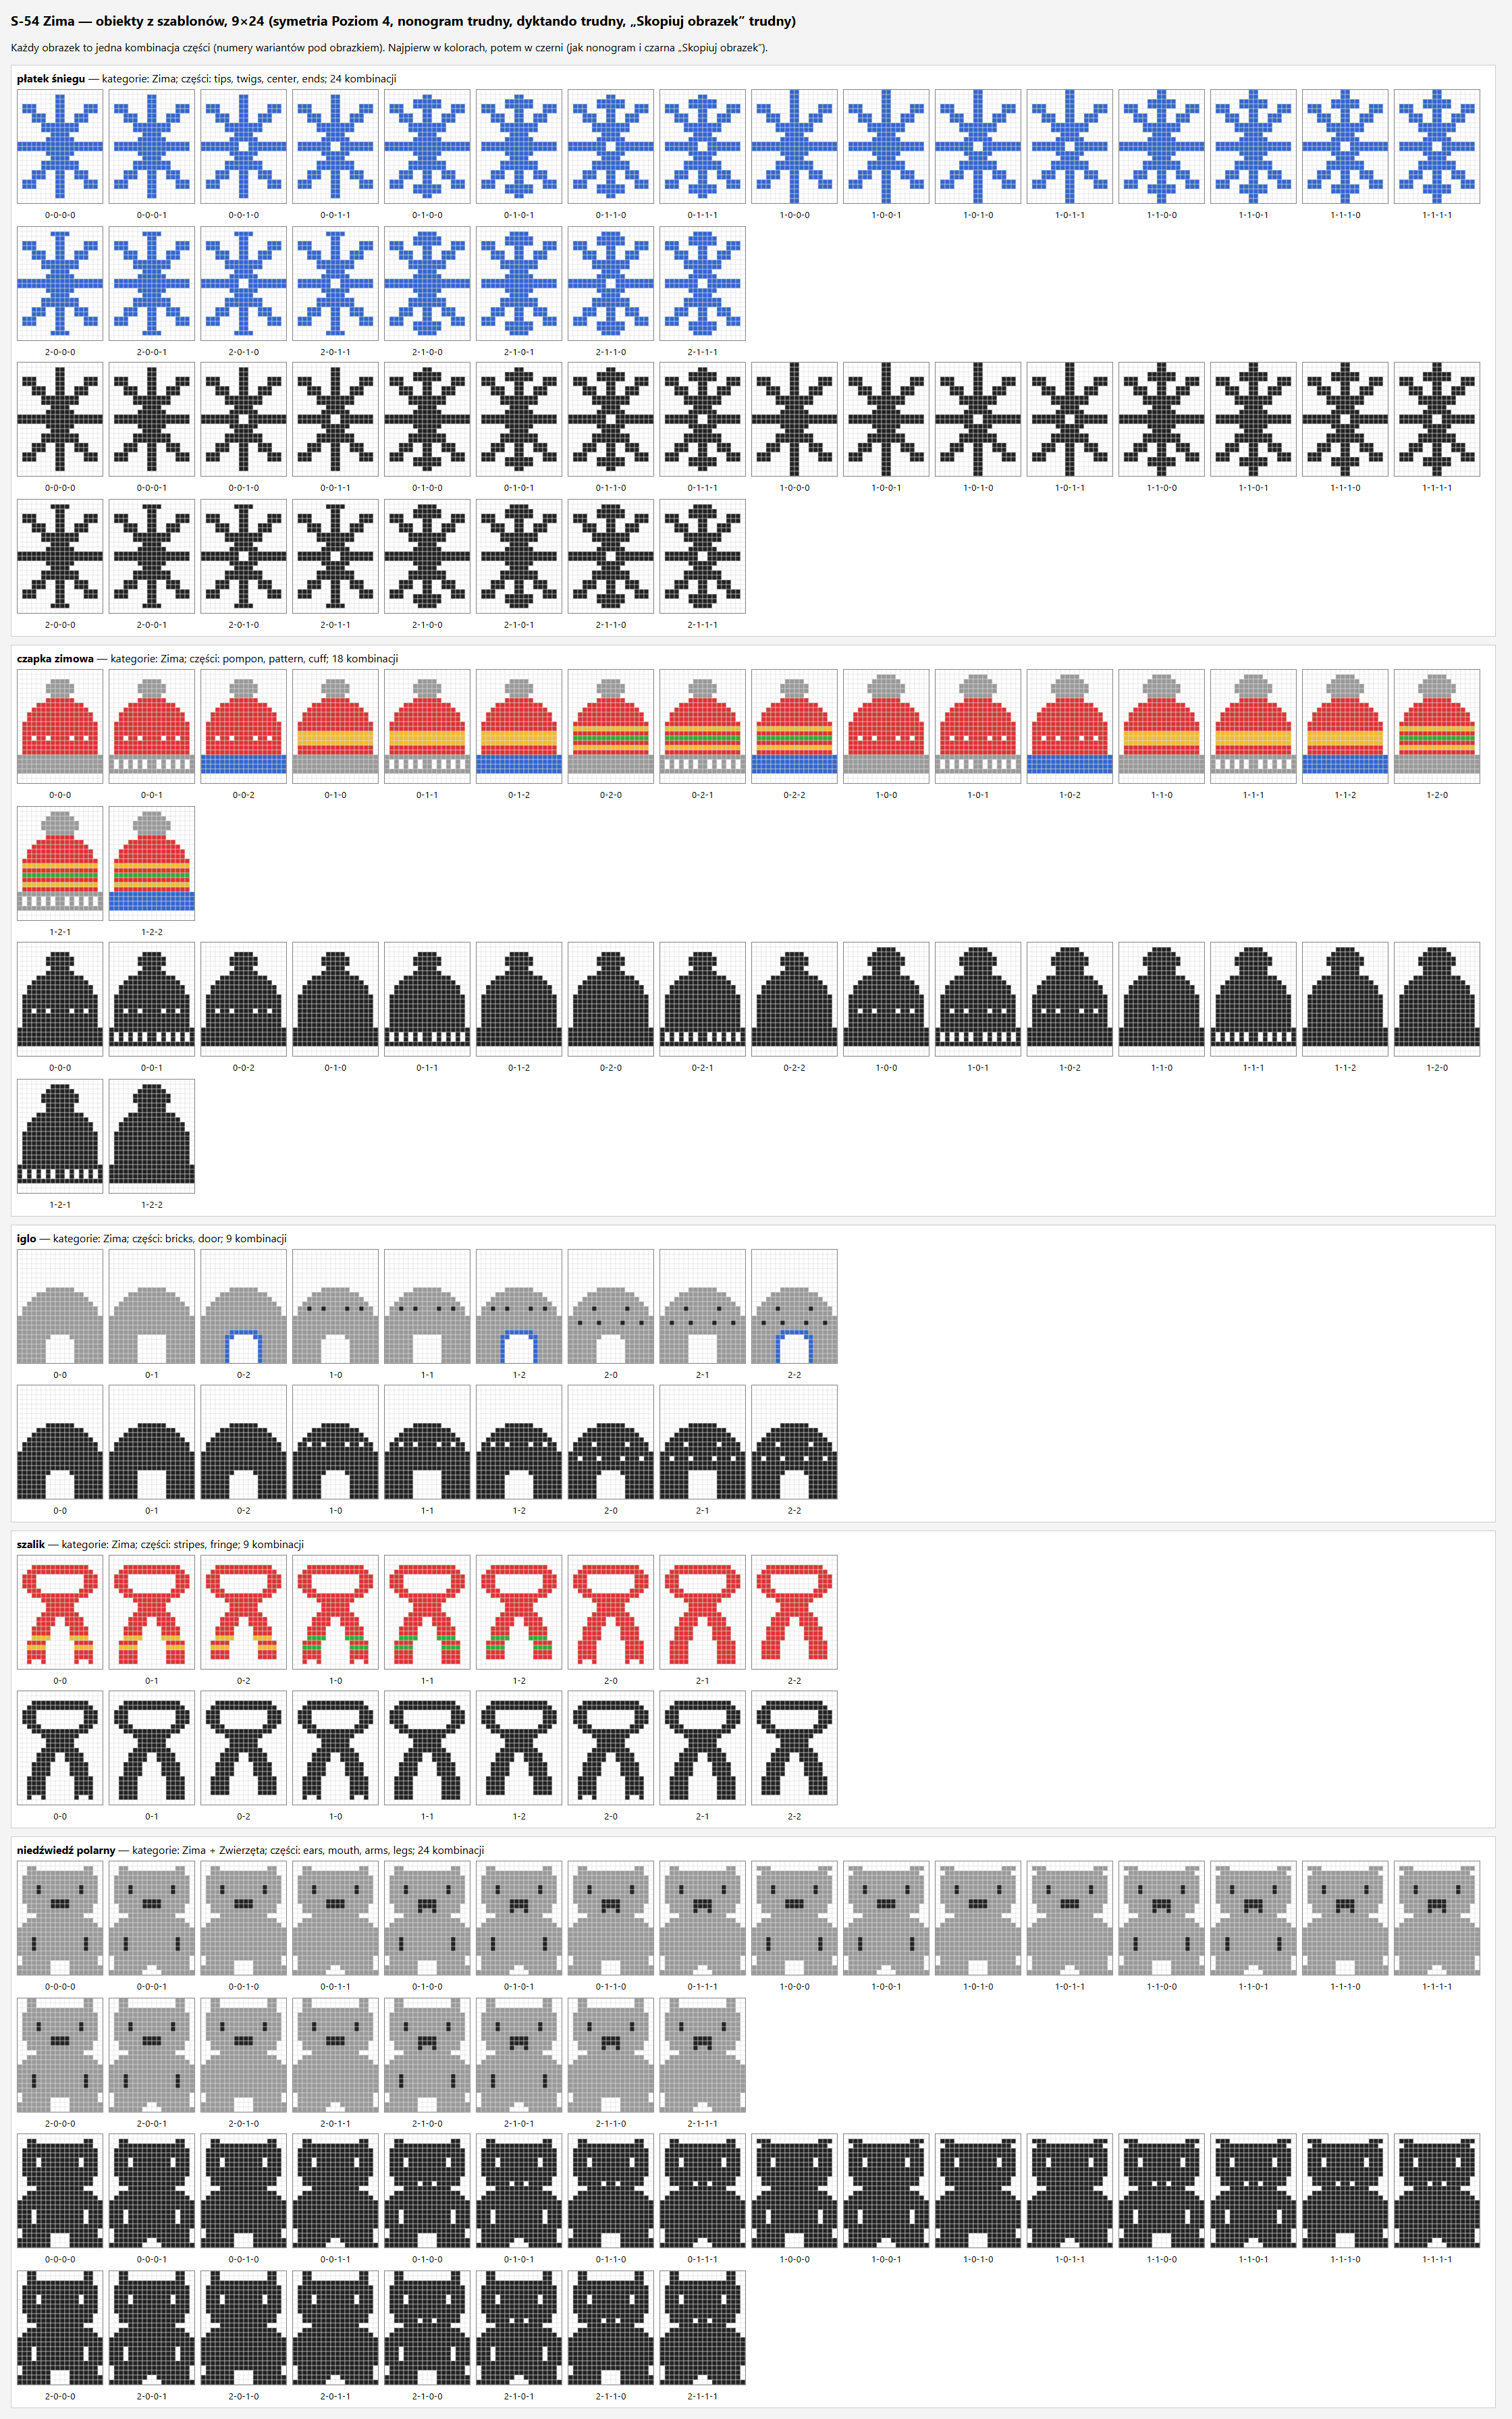 S-54 Zima — obiekty z szablonów, 9×24 (symetria Poziom 4, nonogram trudny, dyktando trudny, „Skopiuj obrazek” trudny)
Każdy obrazek to jedna kombinacja części (numery wariantów pod obrazkiem). Najpierw w kolorach, potem w czerni (jak nonogram i czarna „Skopiuj obrazek”).
płatek śniegu — kategorie: Zima; części: tips, twigs, center, ends; 24 kombinacji
0-0-0-0 0-0-0-1 0-0-1-0 0-0-1-1 0-1-0-0 0-1-0-1 0-1-1-0 0-1-1-1 1-0-0-0 1-0-0-1 1-0-1-0 1-0-1-1 1-1-0-0 1-1-0-1 1-1-1-0 1-1-1-1
2-0-0-0 2-0-0-1 2-0-1-0 2-0-1-1 2-1-0-0 2-1-0-1 2-1-1-0 2-1-1-1
0-0-0-0 0-0-0-1 0-0-1-0 0-0-1-1 0-1-0-0 0-1-0-1 0-1-1-0 0-1-1-1 1-0-0-0 1-0-0-1 1-0-1-0 1-0-1-1 1-1-0-0 1-1-0-1 1-1-1-0 1-1-1-1
2-0-0-0 2-0-0-1 2-0-1-0 2-0-1-1 2-1-0-0 2-1-0-1 2-1-1-0 2-1-1-1
czapka zimowa — kategorie: Zima; części: pompon, pattern, cuff; 18 kombinacji
0-0-0 0-0-1 0-0-2 0-1-0 0-1-1 0-1-2 0-2-0 0-2-1 0-2-2 1-0-0 1-0-1 1-0-2 1-1-0 1-1-1 1-1-2 1-2-0
1-2-1 1-2-2
0-0-0 0-0-1 0-0-2 0-1-0 0-1-1 0-1-2 0-2-0 0-2-1 0-2-2 1-0-0 1-0-1 1-0-2 1-1-0 1-1-1 1-1-2 1-2-0
1-2-1 1-2-2
iglo — kategorie: Zima; części: bricks, door; 9 kombinacji
0-0 0-1 0-2 1-0 1-1 1-2 2-0 2-1 2-2
0-0 0-1 0-2 1-0 1-1 1-2 2-0 2-1 2-2
szalik — kategorie: Zima; części: stripes, fringe; 9 kombinacji
0-0 0-1 0-2 1-0 1-1 1-2 2-0 2-1 2-2
0-0 0-1 0-2 1-0 1-1 1-2 2-0 2-1 2-2
niedźwiedź polarny — kategorie: Zima + Zwierzęta; części: ears, mouth, arms, legs; 24 kombinacji
0-0-0-0 0-0-0-1 0-0-1-0 0-0-1-1 0-1-0-0 0-1-0-1 0-1-1-0 0-1-1-1 1-0-0-0 1-0-0-1 1-0-1-0 1-0-1-1 1-1-0-0 1-1-0-1 1-1-1-0 1-1-1-1
2-0-0-0 2-0-0-1 2-0-1-0 2-0-1-1 2-1-0-0 2-1-0-1 2-1-1-0 2-1-1-1
0-0-0-0 0-0-0-1 0-0-1-0 0-0-1-1 0-1-0-0 0-1-0-1 0-1-1-0 0-1-1-1 1-0-0-0 1-0-0-1 1-0-1-0 1-0-1-1 1-1-0-0 1-1-0-1 1-1-1-0 1-1-1-1
2-0-0-0 2-0-0-1 2-0-1-0 2-0-1-1 2-1-0-0 2-1-0-1 2-1-1-0 2-1-1-1